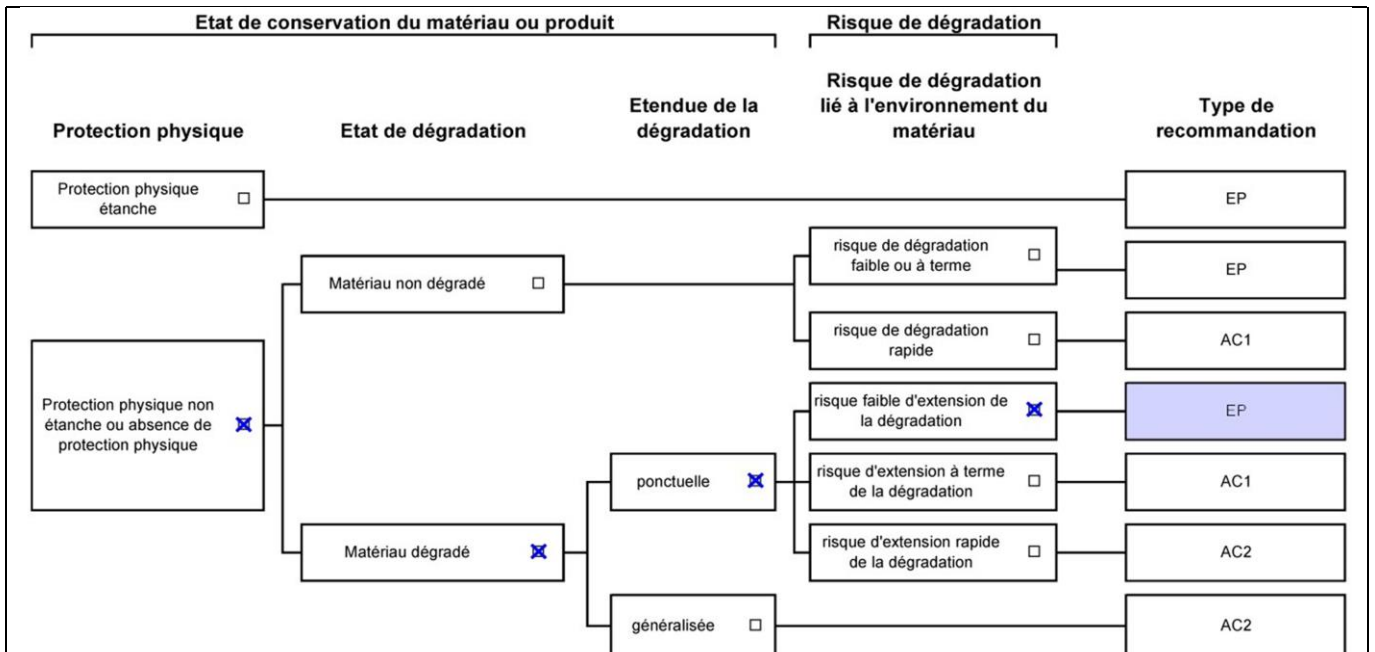 Etat de conservation du matériau ou produit
Risque de dégradation
Protection physique
Etat de dégradation
Etendue de la
dégradation
Risque de dégradation
lié à l'environnement du
matériau
Type de
recommandation
Protection physique
étanche
EP
risque de dégradation
faible ou à terme
EP
Matériau non dégradé
risque de dégradation
rapide
AC1
Protection physique non
étanche ou absence de
protection physique
risque faible d'extension de
la dégradation
EP
ponctuelle
risque d'extension à terme
de la dégradation
AC1
Matériau dégradé
risque d'extension rapide
de la dégradation
AC2
généralisée
AC2